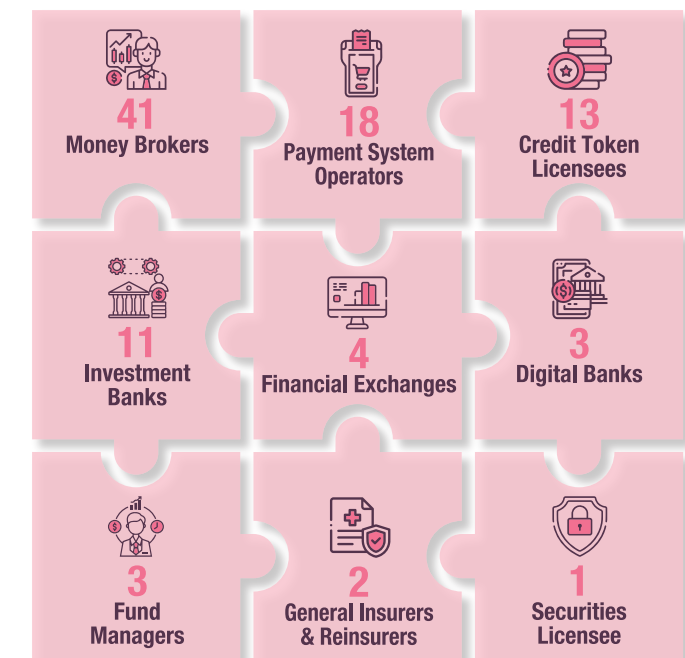 41
Money Brokers
18
Payment System
Operators
13
Credit Token
Licensees
11
Investment
Banks
4
Financial Exchanges
3
Digital Banks
3
Fund
Managers
2
General Insurers
& Reinsurers
1
Securities
Licensee